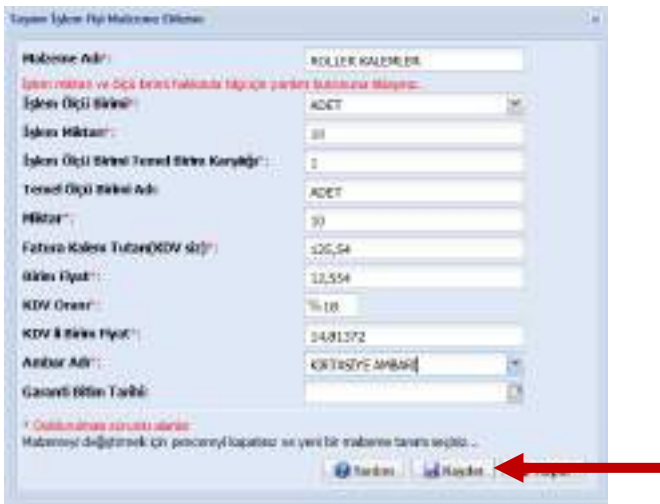 Taşınır İşlem Fişi Malzeme Ekleme
Malzeme Adı*:
ROLLER KALEMLER
İşlem miktarı ve ölçü birimi hakkında bilgi için yardım butonuna tıklayınız...
İşlem Ölçü Birimi*:
ADET
İşlem Miktarı*:
10
İşlem Ölçü Birimi Temel Birim Karşılığı*:
1
Temel Ölçü Birimi Adı:
ADET
Miktar*:
10
Fatura Kalem Tutarı(KDV siz)*:
125,54
Birim Fiyat*:
12,554
KDV Oranı*:
%18
KDV li Birim Fiyat*:
14,81372
Ambar Adı*:
KIRTASİYE AMBARI
Garanti Bitim Tarihi:
* Doldurulması zorunlu alanlar
Malzemeyi değiştirmek için pencereyi kapatınız ve yeni bir malzeme tanımı seçiniz...
Yardım
Kaydet